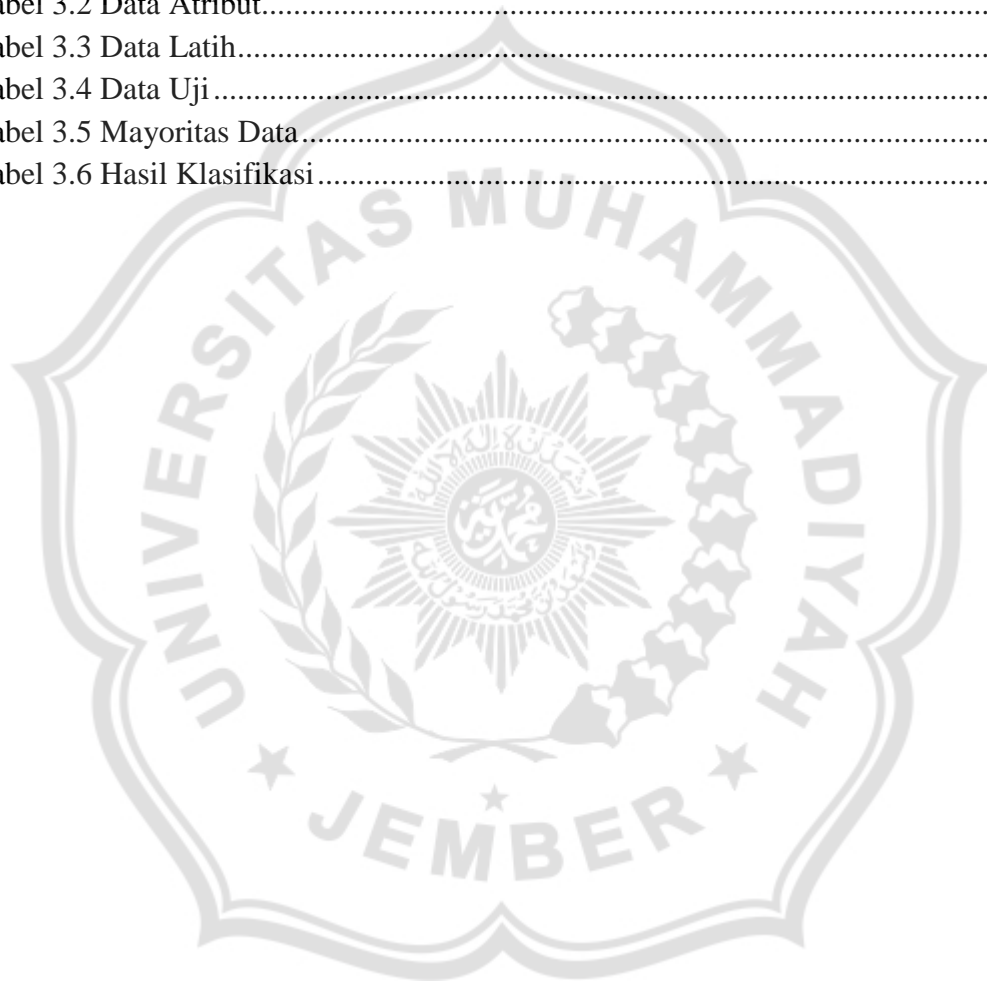 abel 3.2 Data Atribut..........................................................................................
abel 3.3 Data Latih.............................................................................................
abel 3.4 Data Uji................................................................................................
abel 3.5 Mayoritas Data.....................................................................................
abel 3.6 Hasil Klasifikasi...................................................................................
UNIVERSITAS MUHAMMADIYAH
JEMBER